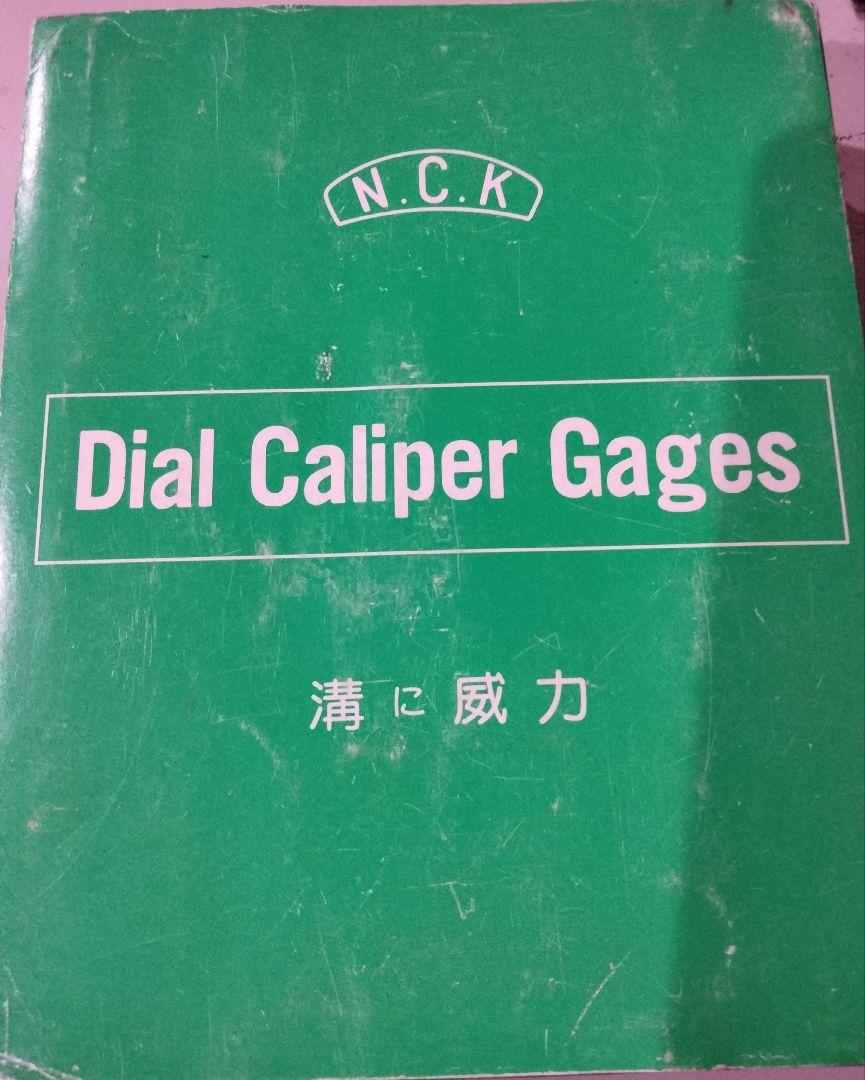 N.C.K
Dial Caliper Gages
溝に威力